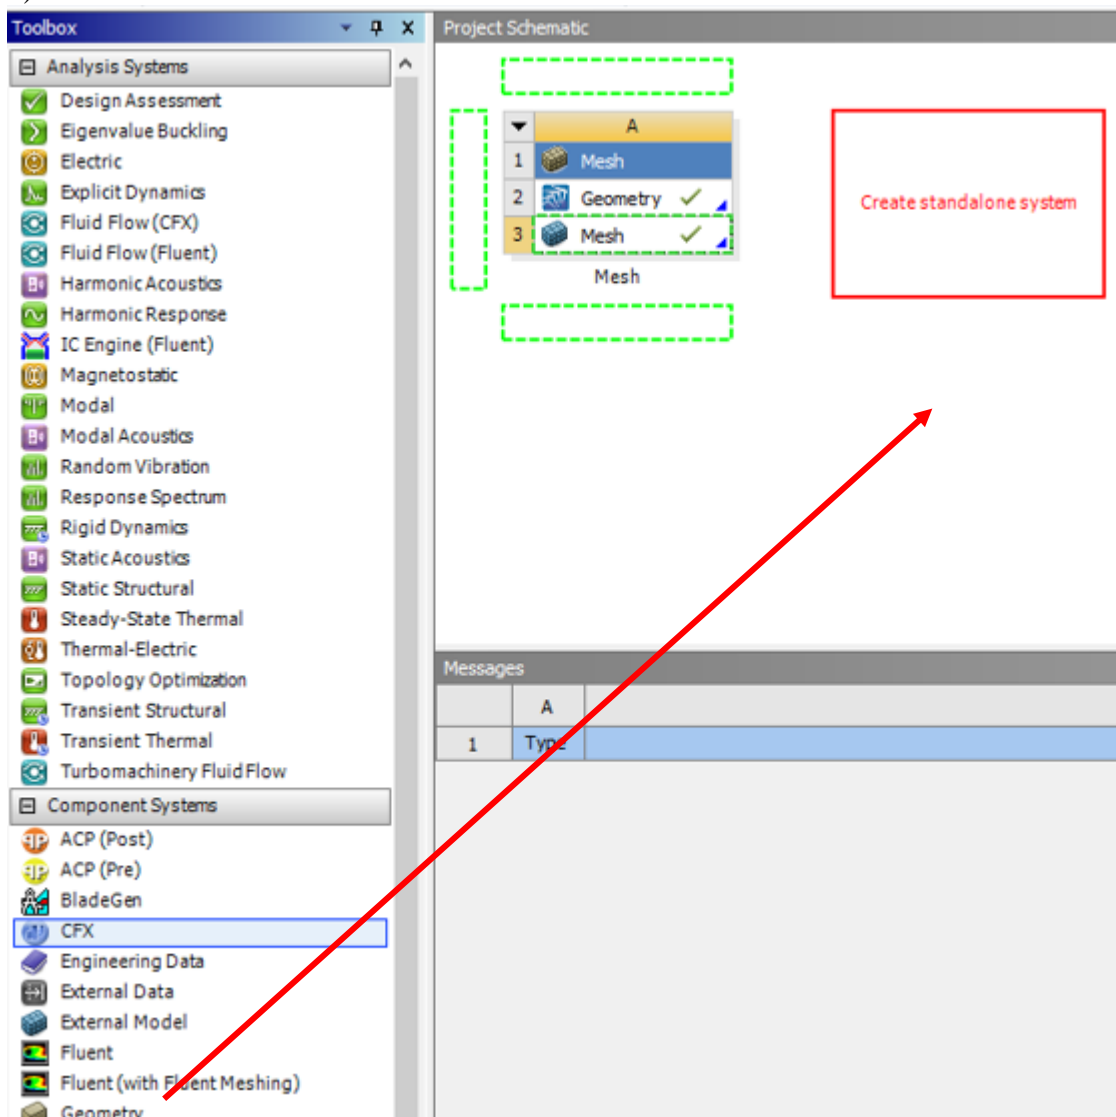 Toolbox
Analysis Systems
Design Assessment
Eigenvalue Buckling
Electric
Explicit Dynamics
Fluid Flow (CFX)
Fluid Flow (Fluent)
Harmonic Acoustics
Harmonic Response
IC Engine (Fluent)
Magnetostatic
Modal
Modal Acoustics
Random Vibration
Response Spectrum
Rigid Dynamics
Static Acoustics
Static Structural
Steady-State Thermal
Thermal-Electric
Topology Optimization
Transient Structural
Transient Thermal
Turbomachinery Fluid Flow
Component Systems
ACP (Post)
ACP (Pre)
BladeGen
CFX
Engineering Data
External Data
External Model
Fluent
Fluent (with Fluent Meshing)
Geometry
Project Schematic
A
1 Mesh
2 Geometry
3 Mesh
Mesh
Create standalone system
Messages
A
1 Type